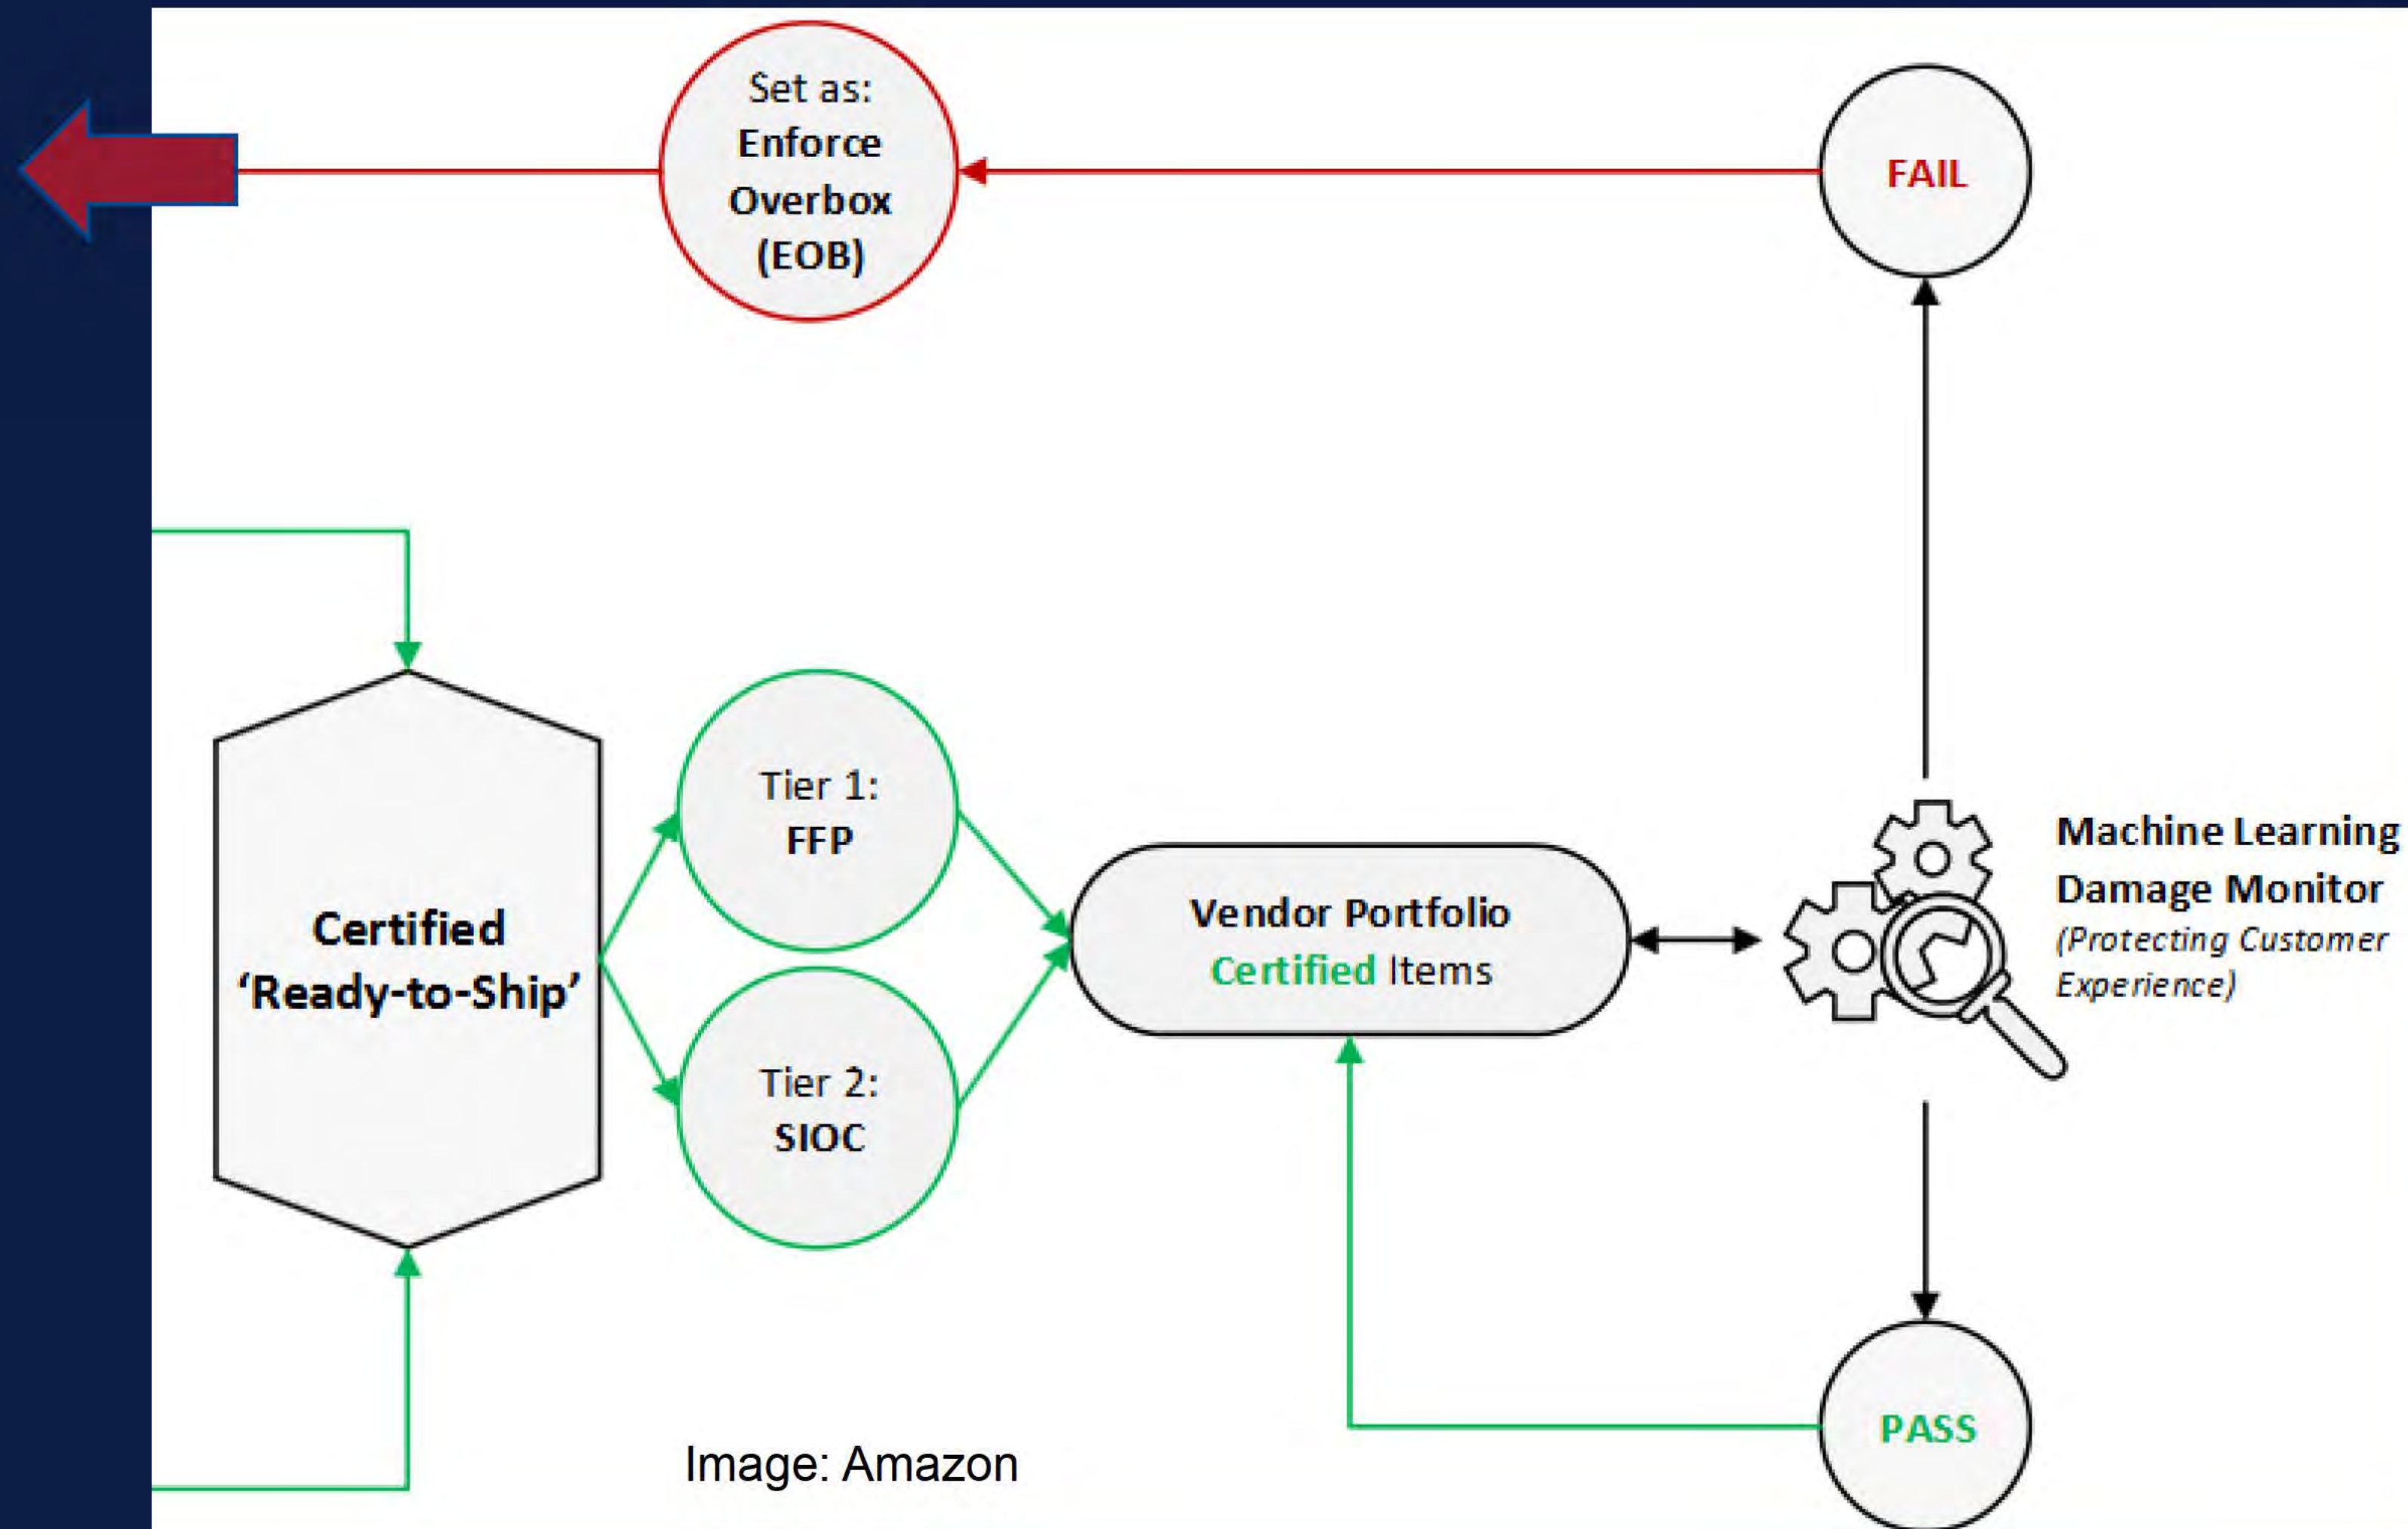 Set as:
Enforce
Overbox
(EOB)
FAIL
Certified
‘Ready-to-Ship’
Tier 1:
FFP
Tier 2:
SIOC
Vendor Portfolio
Certified Items
Machine Learning
Damage Monitor
(Protecting Customer
Experience)
PASS
Image: Amazon